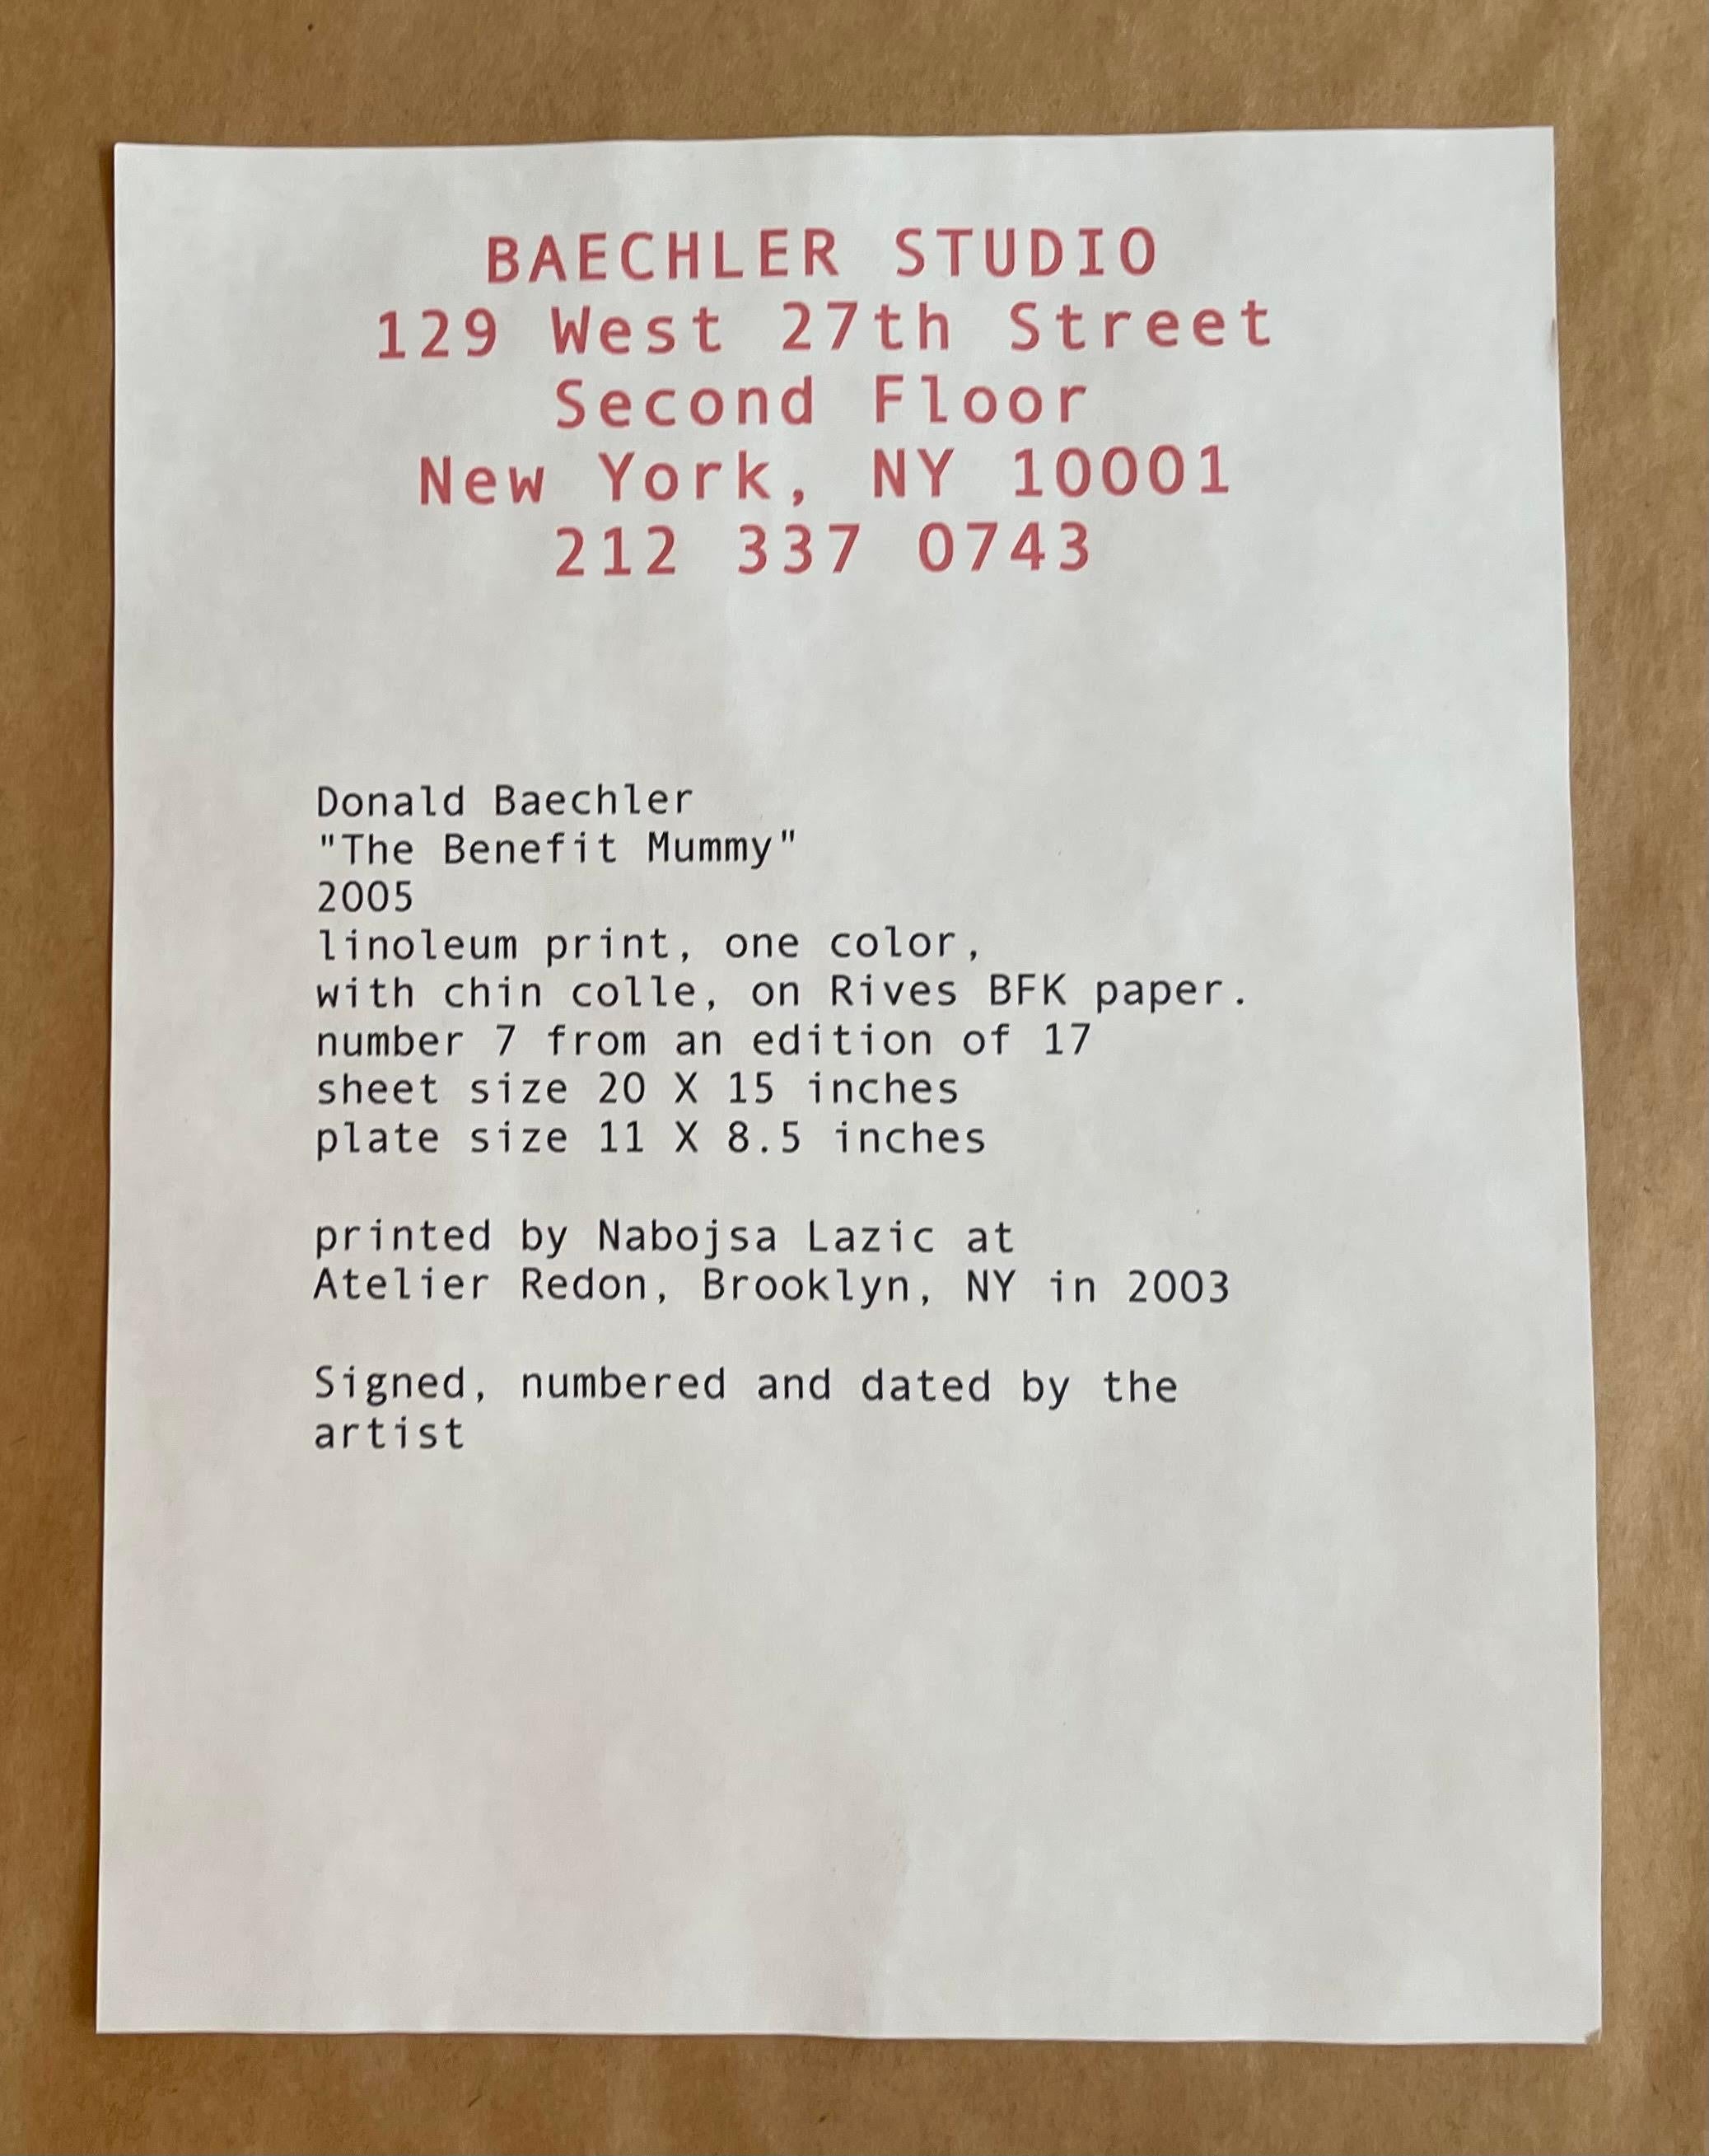 BAECHLER STUDIO
129 West 27th Street
Second Floor
New York, NY 10001
212 337 0743
Donald Baechler
"The Benefit Mummy"
2005
linoleum print, one color,
with chin colle, on Rives BFK paper.
number 7 from an edition of 17
sheet size 20 X 15 inches
plate size 11 X 8.5 inches
printed by Nabojsa Lazic at
Atelier Redon, Brooklyn, NY in 2003
Signed, numbered and dated by the
artist